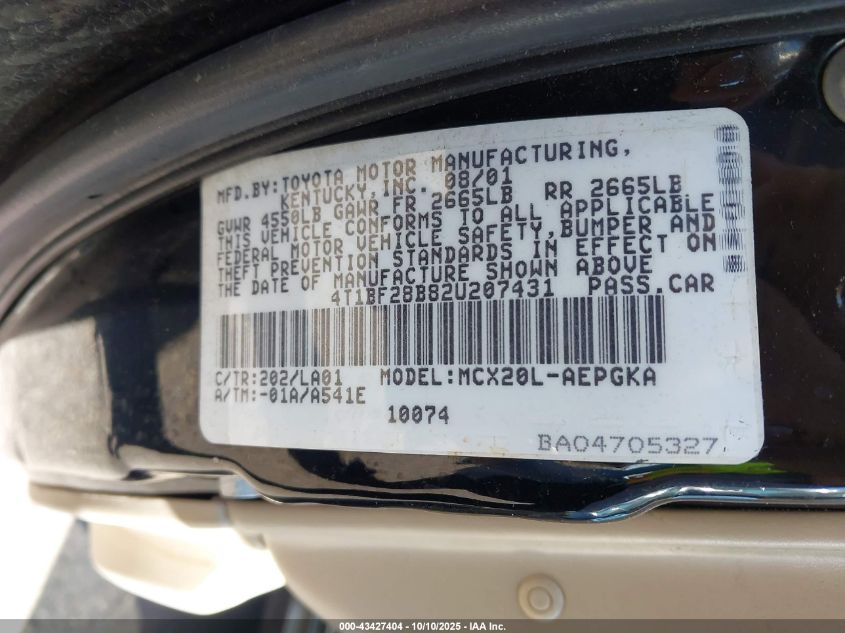 MFD.BY:TOYOTA MOTOR MANUFACTURING,
KENTUCKY,INC. 08/01
GVWR 4550LB GAWR FR 2665LB RR 2665LB
THIS VEHICLE CONFORMS TO ALL APPLICABLE
FEDERAL MOTOR VEHICLE SAFETY,BUMPER AND
THEFT PREVENTION STANDARDS IN EFFECT ON
THE DATE OF MANUFACTURE SHOWN ABOVE
4T1BF28B82U207431 PASS.CAR
C/TR:202/LA01 MODEL:MCX20L-AEPGKA
A/TM:-01A/A541E
10074
BA04705327
000-43427404 | 10/10/2025 - IAA Inc.